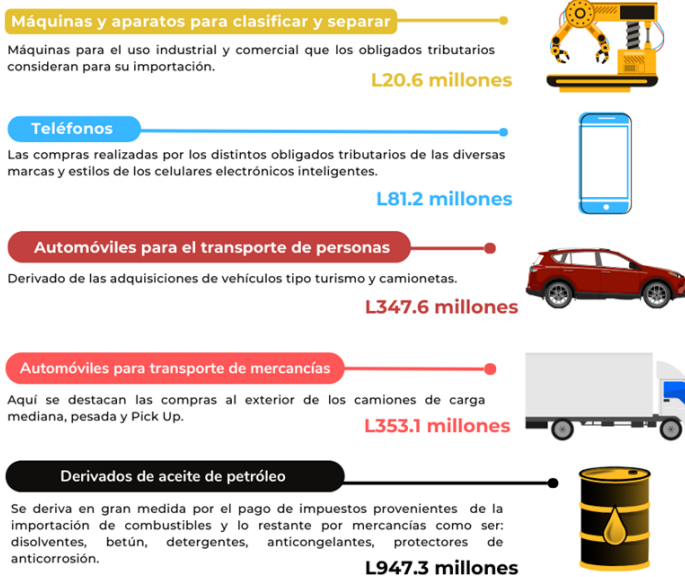 Máquinas y aparatos para clasificar y separar
Máquinas para el uso industrial y comercial que los obligados tributarios
consideran para su importación.
L20.6 millones
Teléfonos
Las compras realizadas por los distintos obligados tributarios de las diversas
marcas y estilos de los celulares electrónicos inteligentes.
L81.2 millones
Automóviles para el transporte de personas
Derivado de las adquisiciones de vehículos tipo turismo y camionetas.
L347.6 millones
Automóviles para transporte de mercancías
Aquí se destacan las compras al exterior de los camiones de carga
mediana, pesada y Pick Up.
L353.1 millones
Derivados de aceite de petróleo
Se deriva en gran medida por el pago de impuestos provenientes de la
importación de combustibles y lo restante por mercancías como ser:
disolventes, betún, detergentes, anticongelantes, protectores de
anticorrosión.
L947.3 millones